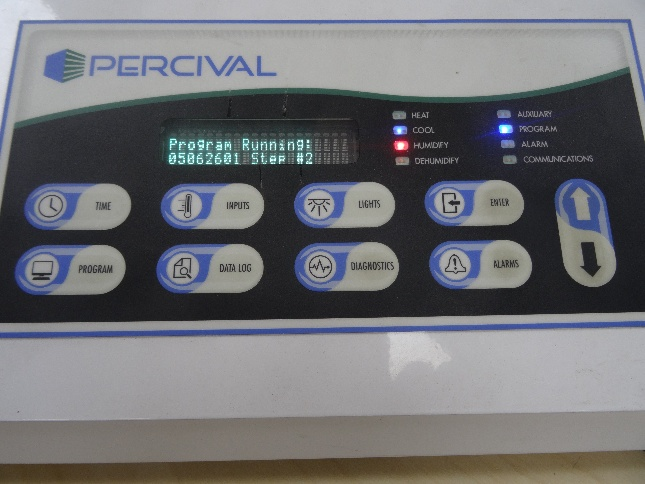 PERCIVAL
Program Running:
05062601 Step #2
HEAT
COOL
HUMIDIFY
DEHUMIDIFY
AUXILIARY
PROGRAM
ALARM
COMMUNICATIONS
TIME
INPUTS
LIGHTS
ENTER
PROGRAM
DATA LOG
DIAGNOSTICS
ALARMS